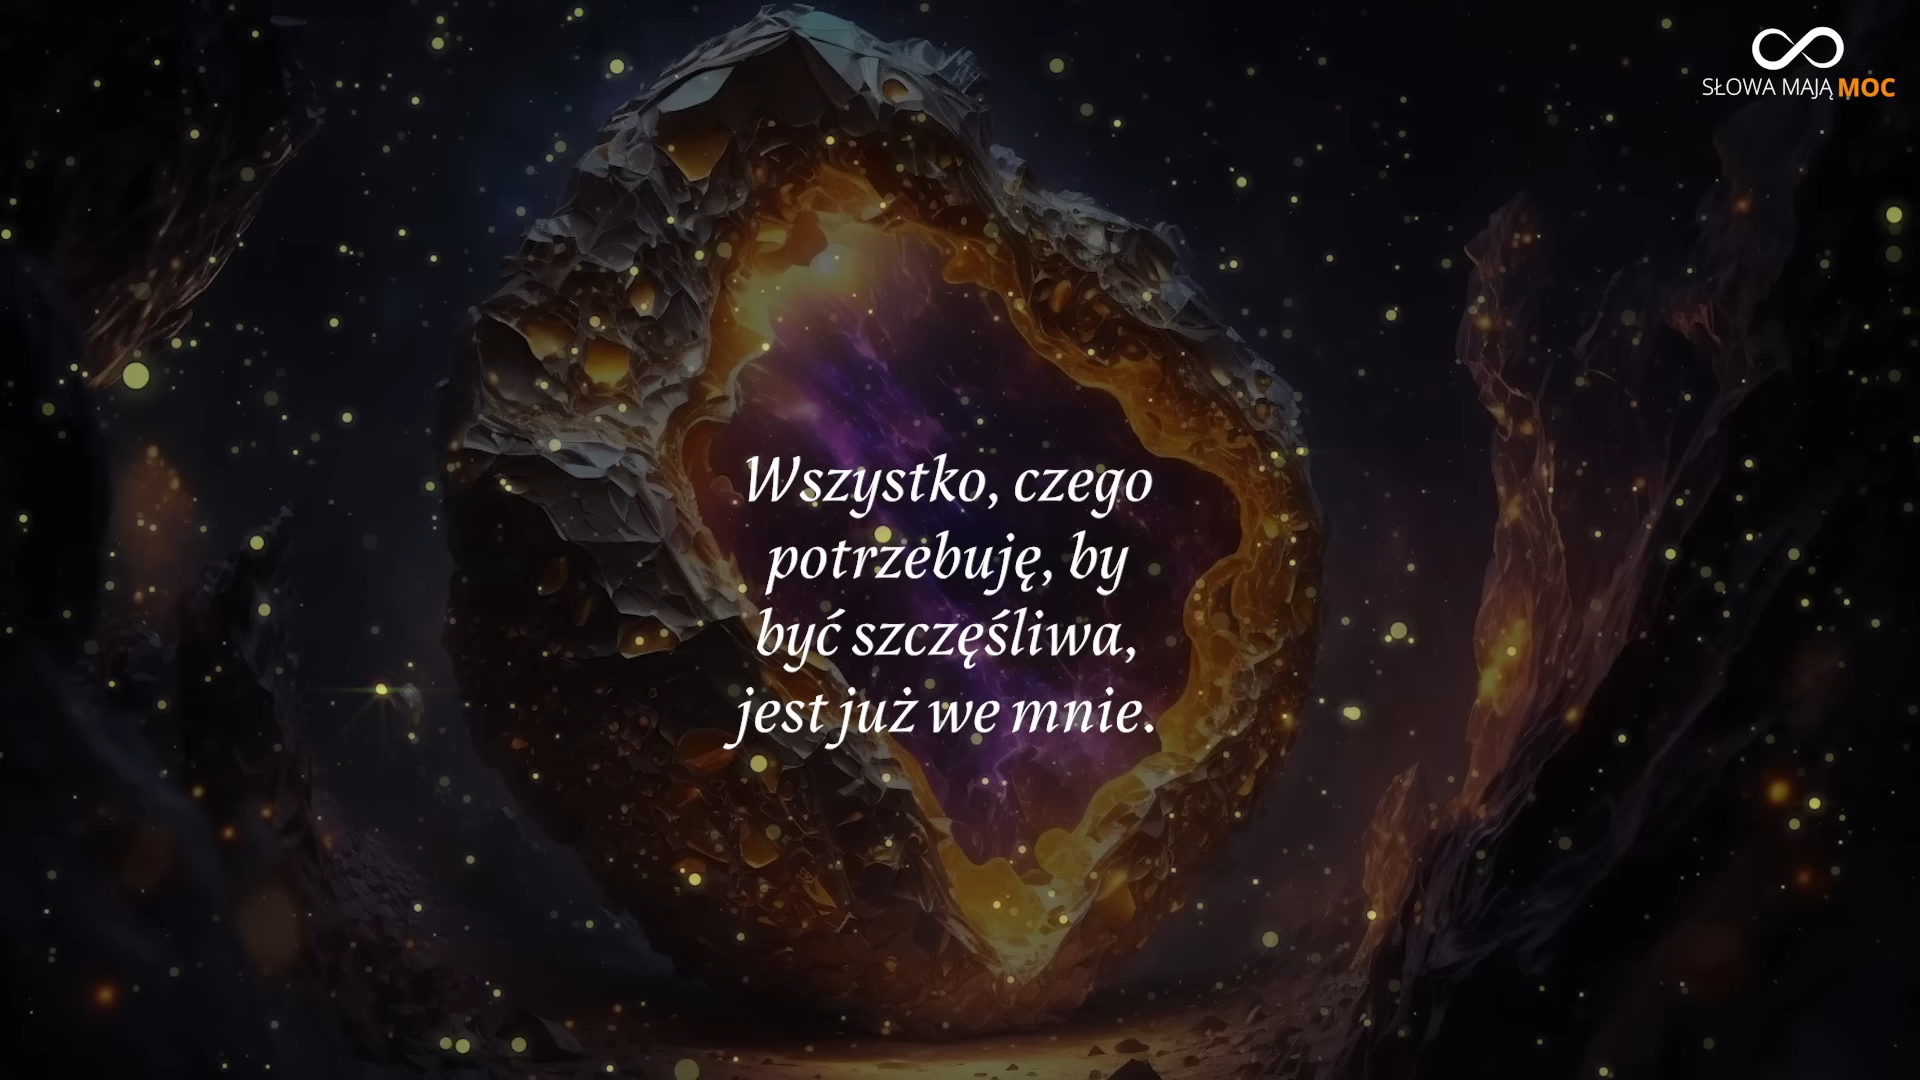 SŁOWA MAJĄ MOC
Wszystko, czego
potrzebuję, by
być szczęśliwa,
jest już we mnie.